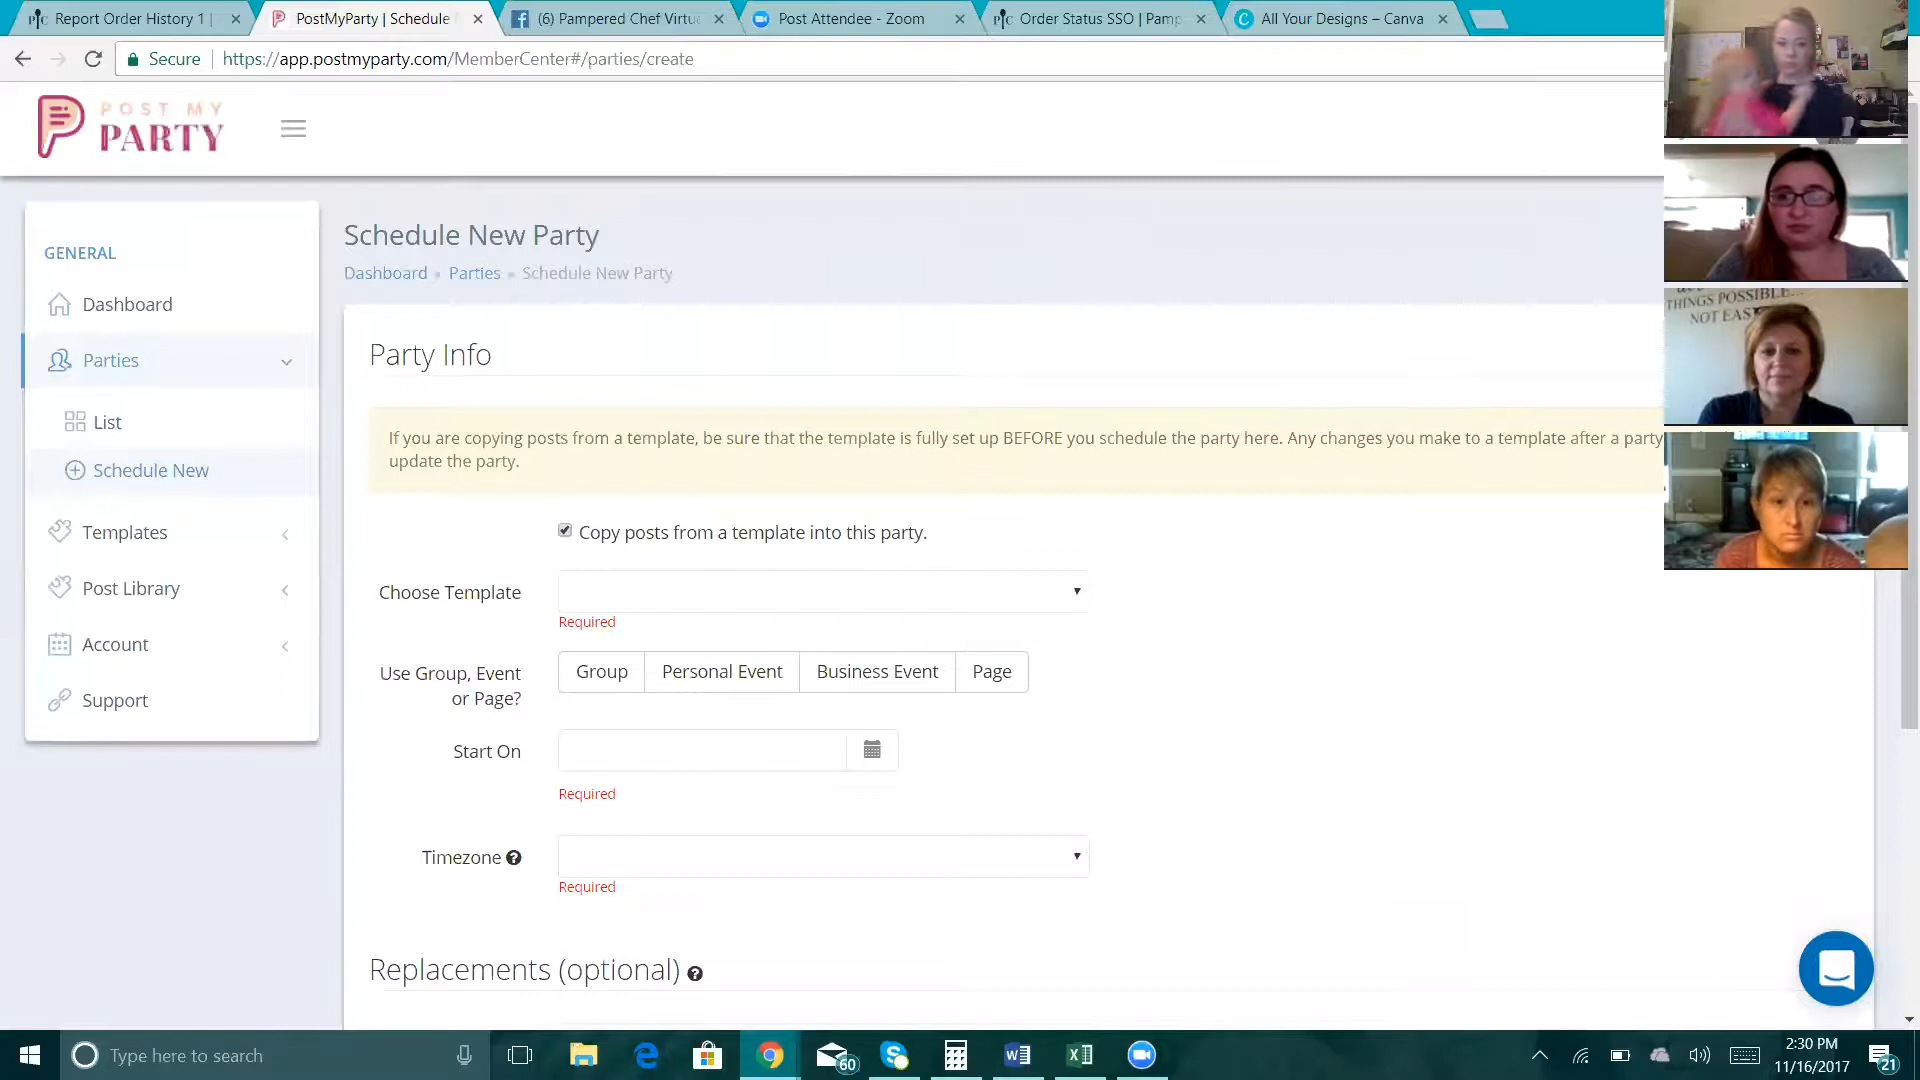 Report Order History 1 |
PostMyParty | Schedule
(6) Pampered Chef Virtu
Post Attendee - Zoom
Order Status SSO | Pamp
All Your Designs – Canva
Secure
https://app.postmyparty.com/MemberCenter#/parties/create
POST MY
PARTY
GENERAL
Dashboard
Parties
List
Schedule New
Templates
Post Library
Account
Support
Schedule New Party
Dashboard
Parties
Schedule New Party
Party Info
If you are copying posts from a template, be sure that the template is fully set up BEFORE you schedule the party here. Any changes you make to a template after a party
update the party.
Copy posts from a template into this party.
Choose Template
Required
Use Group, Event
or Page?
Group
Personal Event
Business Event
Page
Start On
Required
Timezone
Required
Replacements (optional)
THINGS POSSIBLE...
NOT EASY
Type here to search
60
2:30 PM
11/16/2017
21